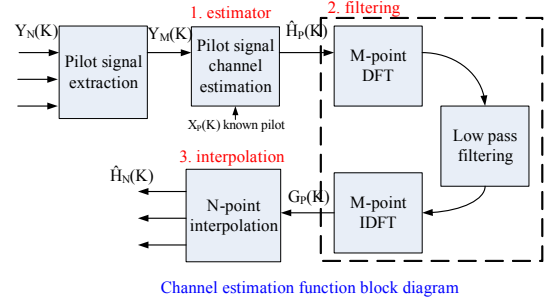 1. estimator
2. filtering
Y_N(K)
Y_M(K)
Ĥ_P(K)
Pilot signal
extraction
Pilot signal
channel
estimation
M-point
DFT
X_P(K) known pilot
Low pass
filtering
3. interpolation
Ĥ_N(K)
N-point
interpolation
G_P(K)
M-point
IDFT
Channel estimation function block diagram